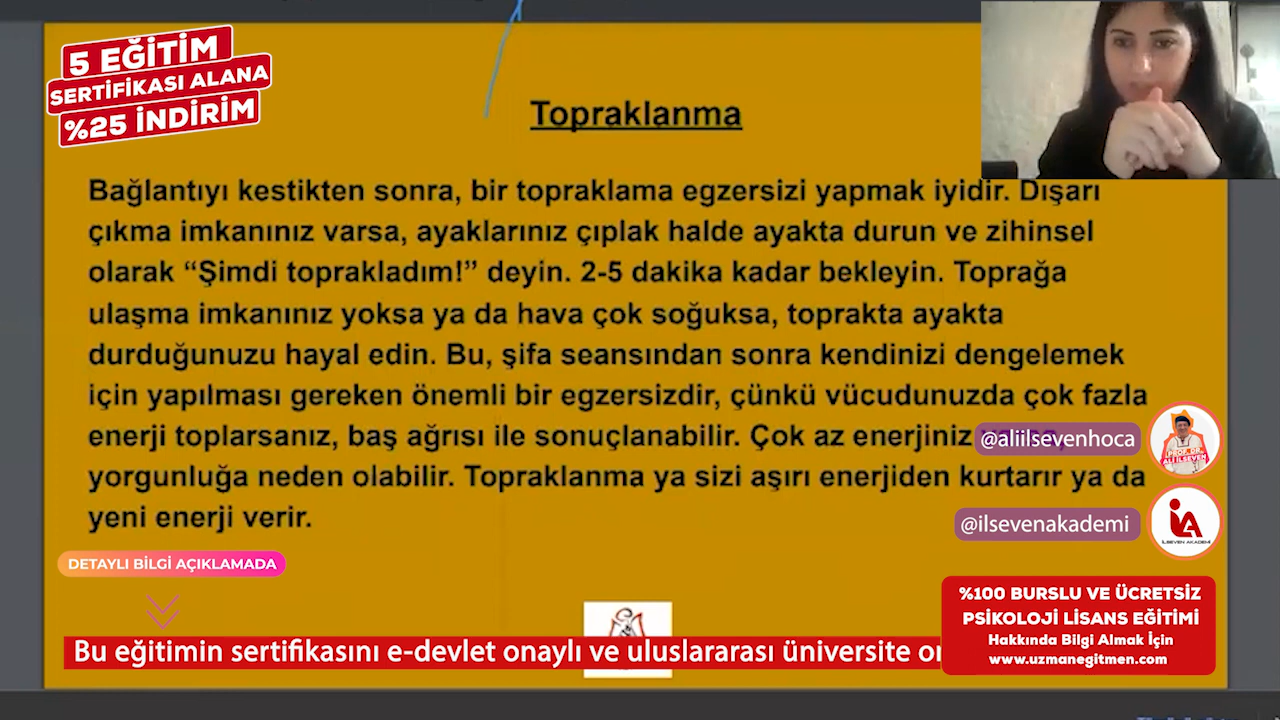 5 EĞİTİM
SERTİFİKASI ALANA
%25 İNDİRİM
Topraklanma
Bağlantıyı kestikten sonra, bir topraklama egzersizi yapmak iyidir. Dışarı
çıkma imkanınız varsa, ayaklarınız çıplak halde ayakta durun ve zihinsel
olarak “Şimdi toprakladım!” deyin. 2-5 dakika kadar bekleyin. Toprağa
ulaşma imkanınız yoksa ya da hava çok soğuksa, toprakta ayakta
durduğunuzu hayal edin. Bu, şifa seansından sonra kendinizi dengelemek
için yapılması gereken önemli bir egzersizdir, çünkü vücudunuzda çok fazla
enerji toplarsanız, baş ağrısı ile sonuçlanabilir. Çok az enerjiniz
yorgunluğa neden olabilir. Topraklanma ya sizi aşırı enerjiden kurtarır ya da
yeni enerji verir.
@aliilsevenhoca
PROF. DR.
ALİ İLSEVEN
@ilsevenakademi
İLSEVEN AKADEMİ
DETAYLI BİLGİ AÇIKLAMADA
Bu eğitimin sertifikasını e-devlet onaylı ve uluslararası üniversite
%100 BURSLU VE ÜCRETSİZ
PSİKOLOJİ LİSANS EĞİTİMİ
Hakkında Bilgi Almak İçin
www.uzmanegitmen.com